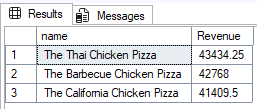 Results Messages
name Revenue
1 The Thai Chicken Pizza 43434.25
2 The Barbecue Chicken Pizza 42768
3 The California Chicken Pizza 41409.5